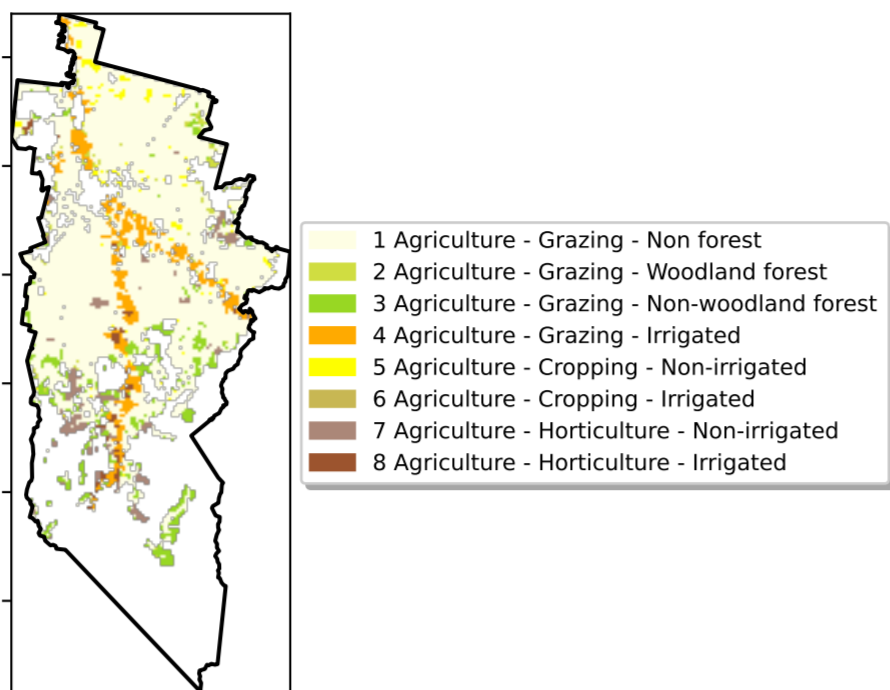 1 Agriculture - Grazing - Non forest
2 Agriculture - Grazing - Woodland forest
3 Agriculture - Grazing - Non-woodland forest
4 Agriculture - Grazing - Irrigated
5 Agriculture - Cropping - Non-irrigated
6 Agriculture - Cropping - Irrigated
7 Agriculture - Horticulture - Non-irrigated
8 Agriculture - Horticulture - Irrigated